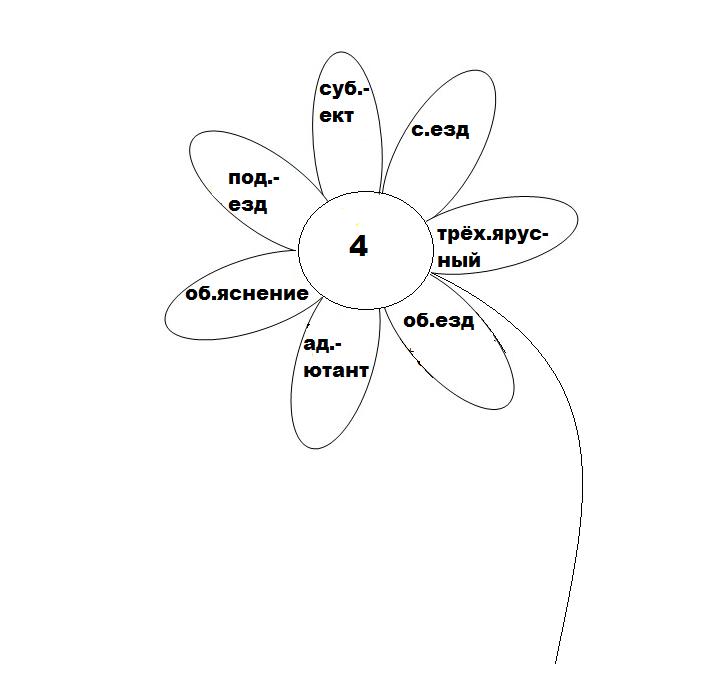 суб.-
ект
с.езд
под.-
езд
трёх.ярус-
ный
4
об.яснение
об.езд
ад.-
ютант